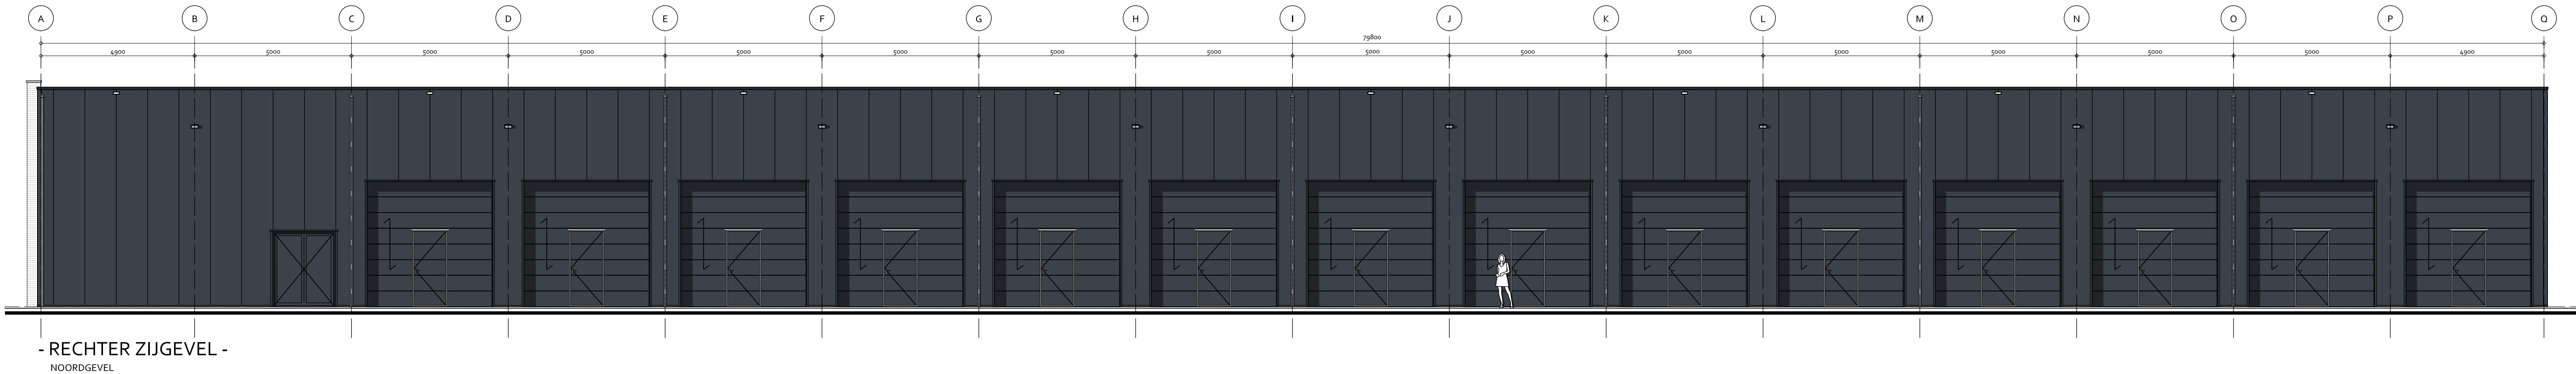 A B C D E F G H I J K L M N O P Q
79800
4900 5000 5000 5000 5000 5000 5000 5000 5000 5000 5000 5000 5000 5000 5000 4900
- RECHTER ZIJGEVEL -
NOORDGEVEL